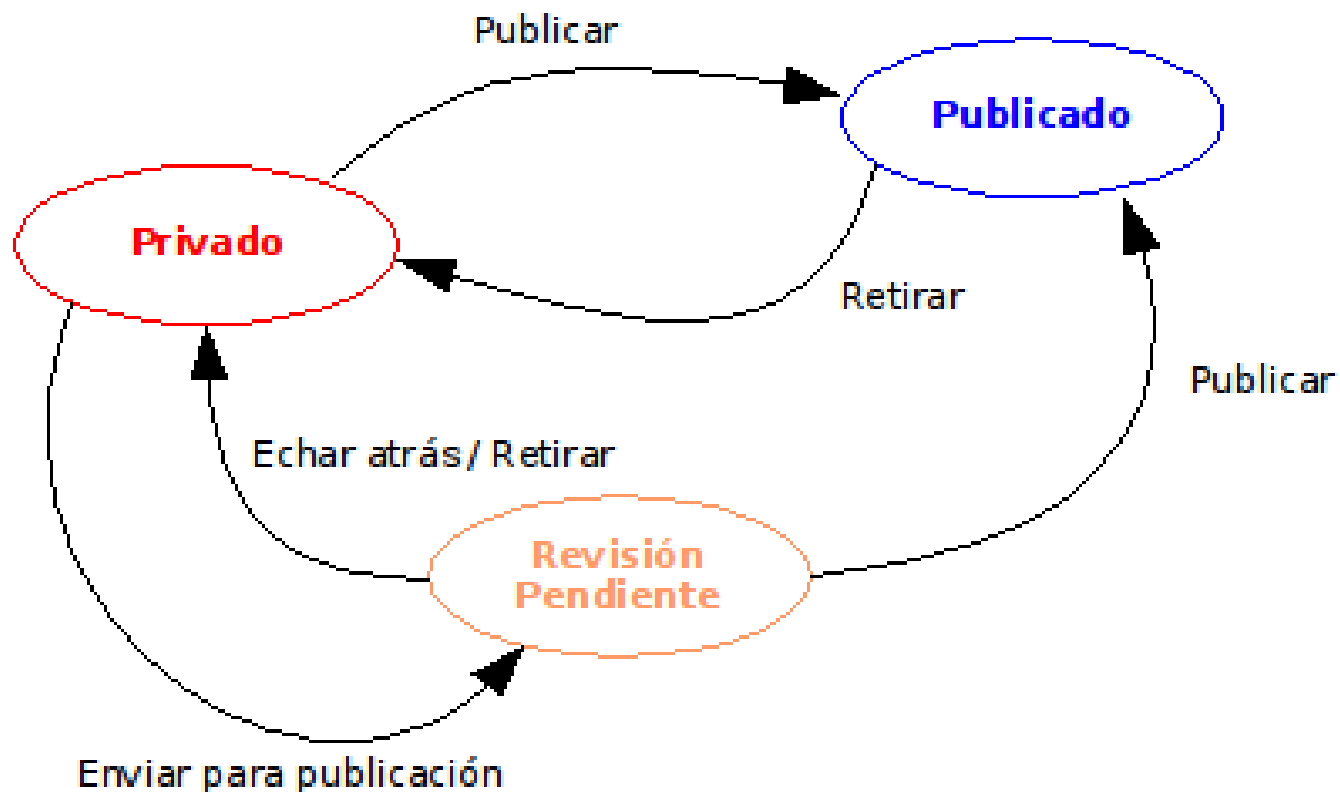 Publicar
Publicado
Privado
Retirar
Publicar
Echar atrás / Retirar
Revisión
Pendiente
Enviar para publicación